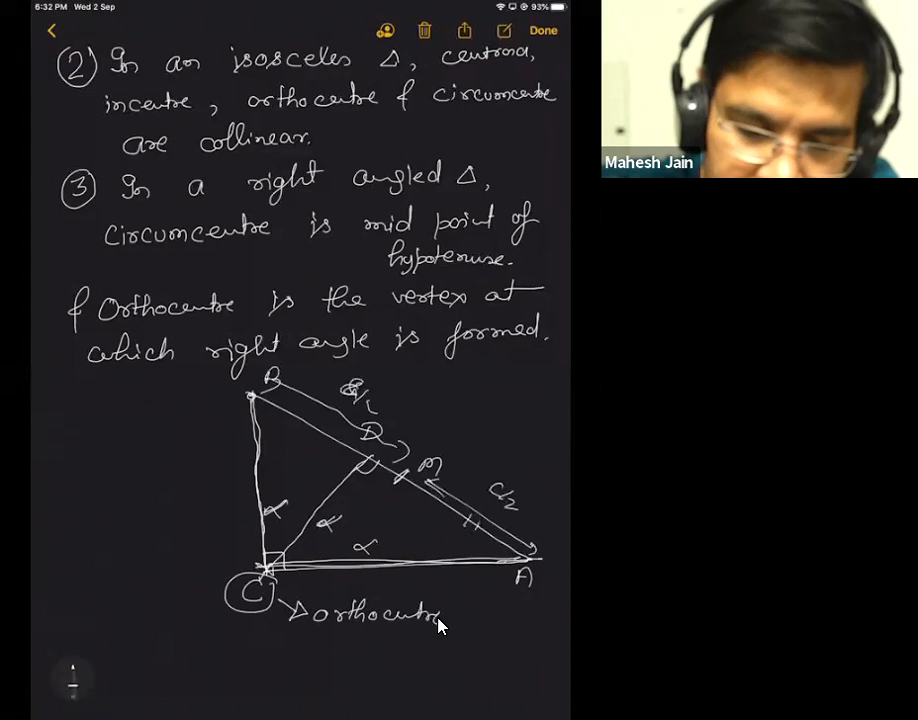 6:32 PM Wed 2 Sep
93%
Done
Mahesh Jain
(2) In an isosceles Δ, centroid,
incentre, orthocentre & circumcentre
are collinear.
(3) In a right angled Δ,
circumcentre is mid point of
hypotenuse.
& Orthocentre is the vertex at
which right angle is formed.
B
D
M
C/2
α
α
α
A
C
orthocentre